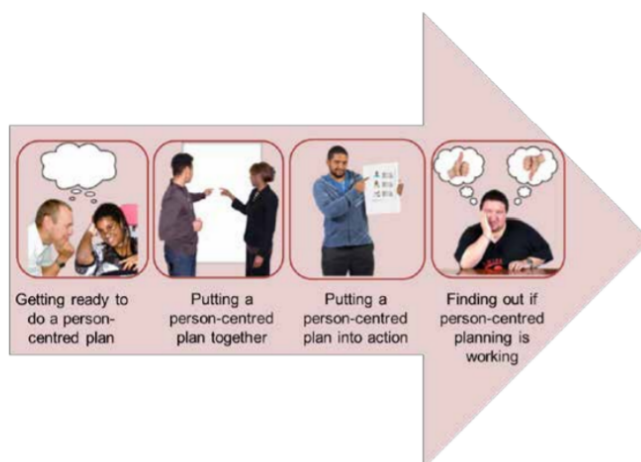 Getting ready to
do a person-
centred plan
Putting a
person-centred
plan together
Putting a
person-centred
plan into action
Finding out if
person-centred
planning is
working